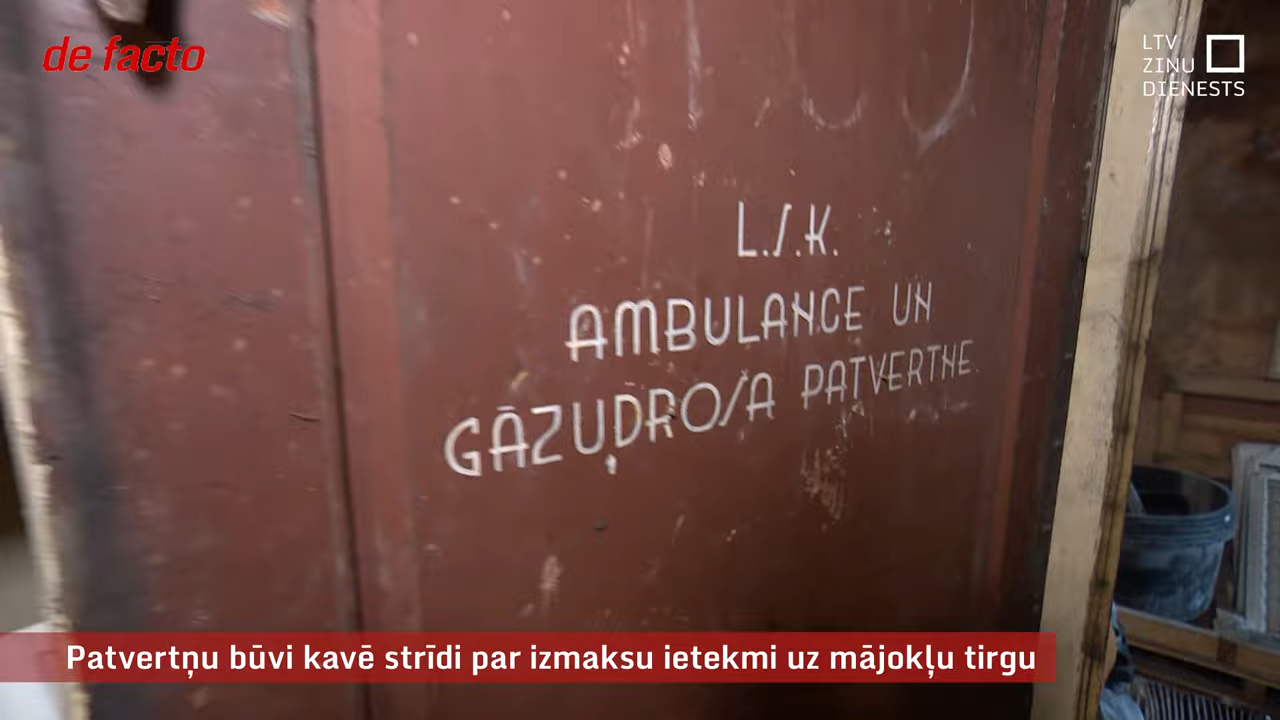 de facto
LTV
ZIŅU
DIENESTS
L.S.K.
AMBULANCE UN
GĀZUDROŠA PATVERTNE
Patvertņu būvi kavē strīdi par izmaksu ietekmi uz mājokļu tirgu